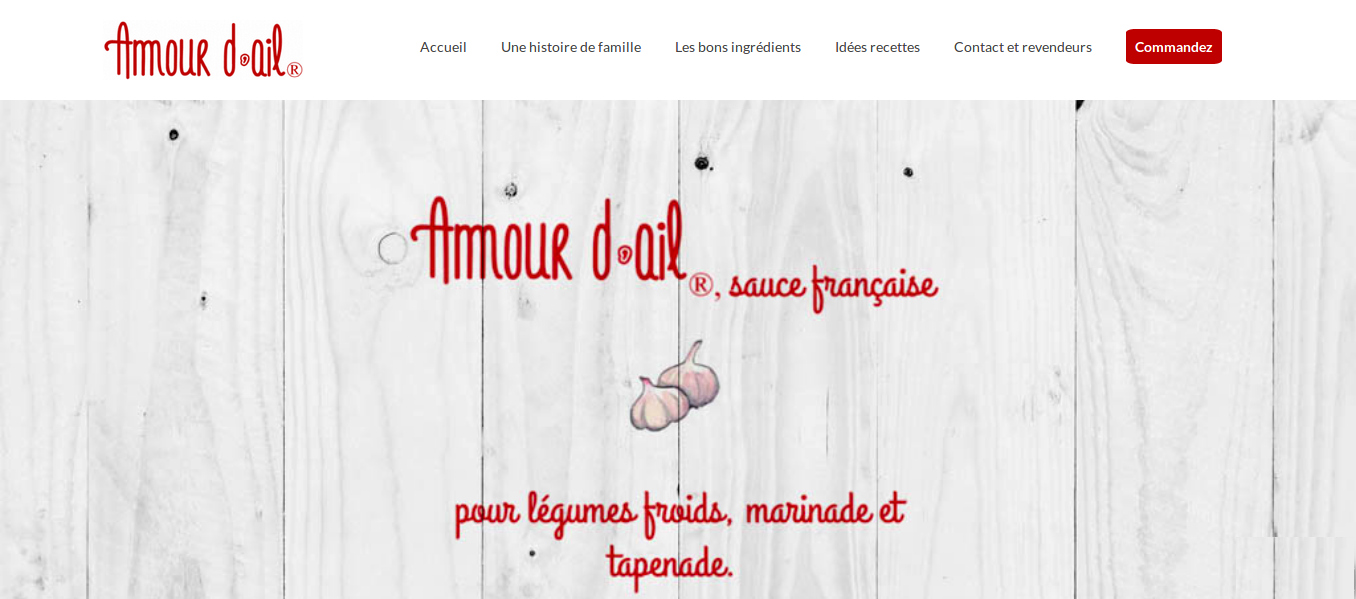 Amour d'ail®
Accueil
Une histoire de famille
Les bons ingrédients
Idées recettes
Contact et revendeurs
Commandez
Amour d'ail®, sauce française
pour légumes froids, marinade et
tapenade.